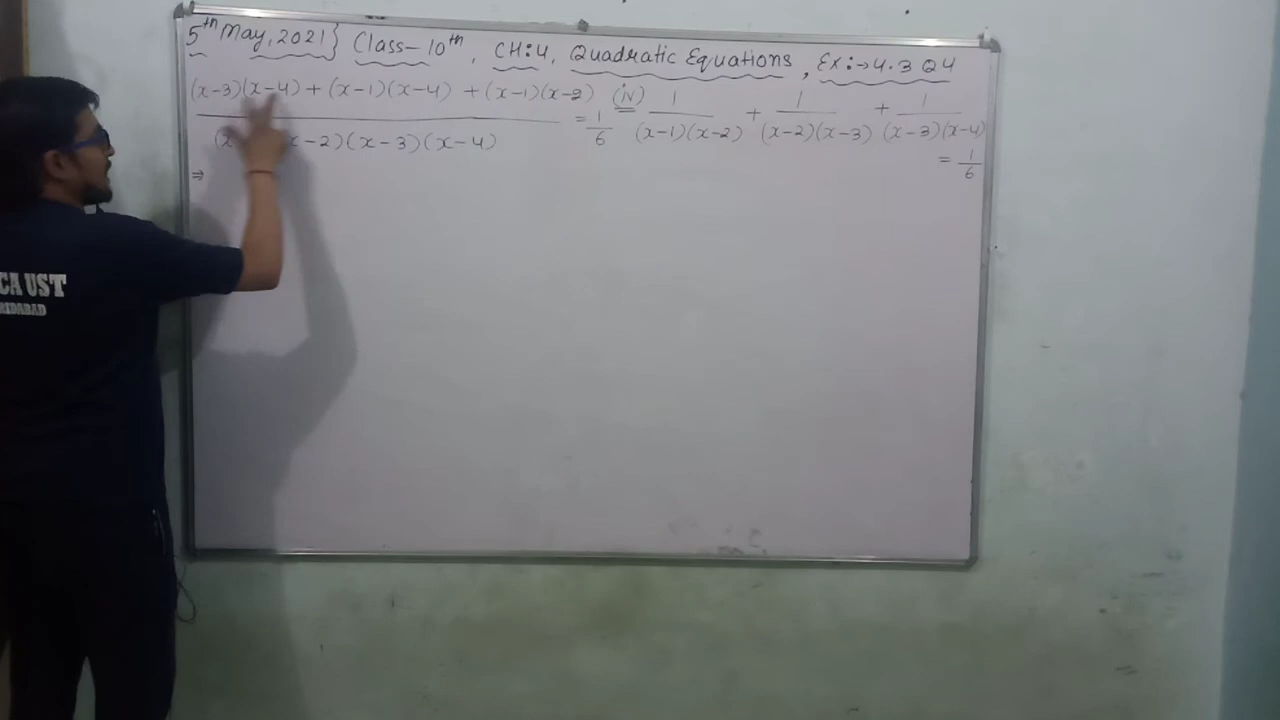 5th May, 2021} Class-10th, CH:4, Quadratic Equations, Ex:→4.3 Q4
(x-3)(x-4) + (x-1)(x-4) + (x-1)(x-2)
x-2)(x-3)(x-4)
= 1/6
⇒
(iv) 1/(x-1)(x-2) + 1/(x-2)(x-3) + 1/(x-3)(x-4)
= 1/6
CA UST
RIDABAD